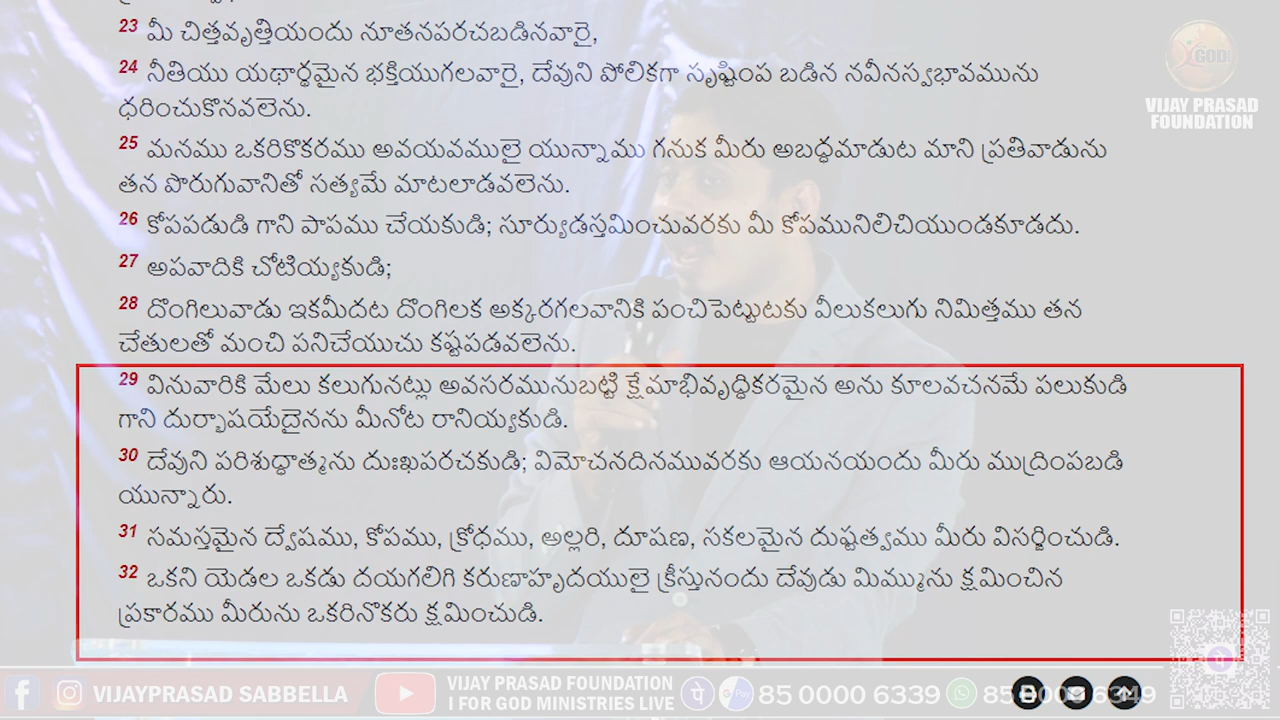 23 మీ చిత్తవృత్తియందు నూతనపరచబడినవారై,
24 నీతియు యథార్థమైన భక్తియుగలవారై, దేవుని పోలికగా సృష్టింప బడిన నవీనస్వభావమును
ధరించుకొనవలెను.
25 మనము ఒకరికొకరము అవయవములై యున్నాము గనుక మీరు అబద్ధమాడుట మాని ప్రతివాడును
తన పొరుగువానితో సత్యమే మాటలాడవలెను.
26 కోపపడుడి గాని పాపము చేయకుడి; సూర్యుడస్తమించువరకు మీ కోపమునిలిచియుండకూడదు.
27 అపవాదికి చోటియ్యకుడి;
28 దొంగిలువాడు ఇకమీదట దొంగిలక అక్కరగలవానికి పంచిపెట్టుటకు వీలుకలుగు నిమిత్తము తన
చేతులతో మంచి పనిచేయుచు కష్టపడవలెను.
29 వినువారికి మేలు కలుగునట్లు అవసరమునుబట్టి క్షేమాభివృద్ధికరమైన అను కూలవచనమే పలుకుడి
గాని దుర్భాషయేదైనను మీనోట రానియ్యకుడి.
30 దేవుని పరిశుద్ధాత్మను దుఃఖపరచకుడి; విమోచనదినమువరకు ఆయనయందు మీరు ముద్రింపబడి
యున్నారు.
31 సమస్తమైన ద్వేషము, కోపము, క్రోధము, అల్లరి, దూషణ, సకలమైన దుష్టత్వము మీరు విసర్జించుడి.
32 ఒకని యెడల ఒకడు దయగలిగి కరుణాహృదయులై క్రీస్తునందు దేవుడు మిమ్మును క్షమించిన
ప్రకారము మీరును ఒకరినొకరు క్షమించుడి.
GOD
VIJAY PRASAD
FOUNDATION
VIJAYPRASAD SABBELLA
VIJAY PRASAD FOUNDATION
I FOR GOD MINISTRIES LIVE
पे
G Pay
85 0000 6339